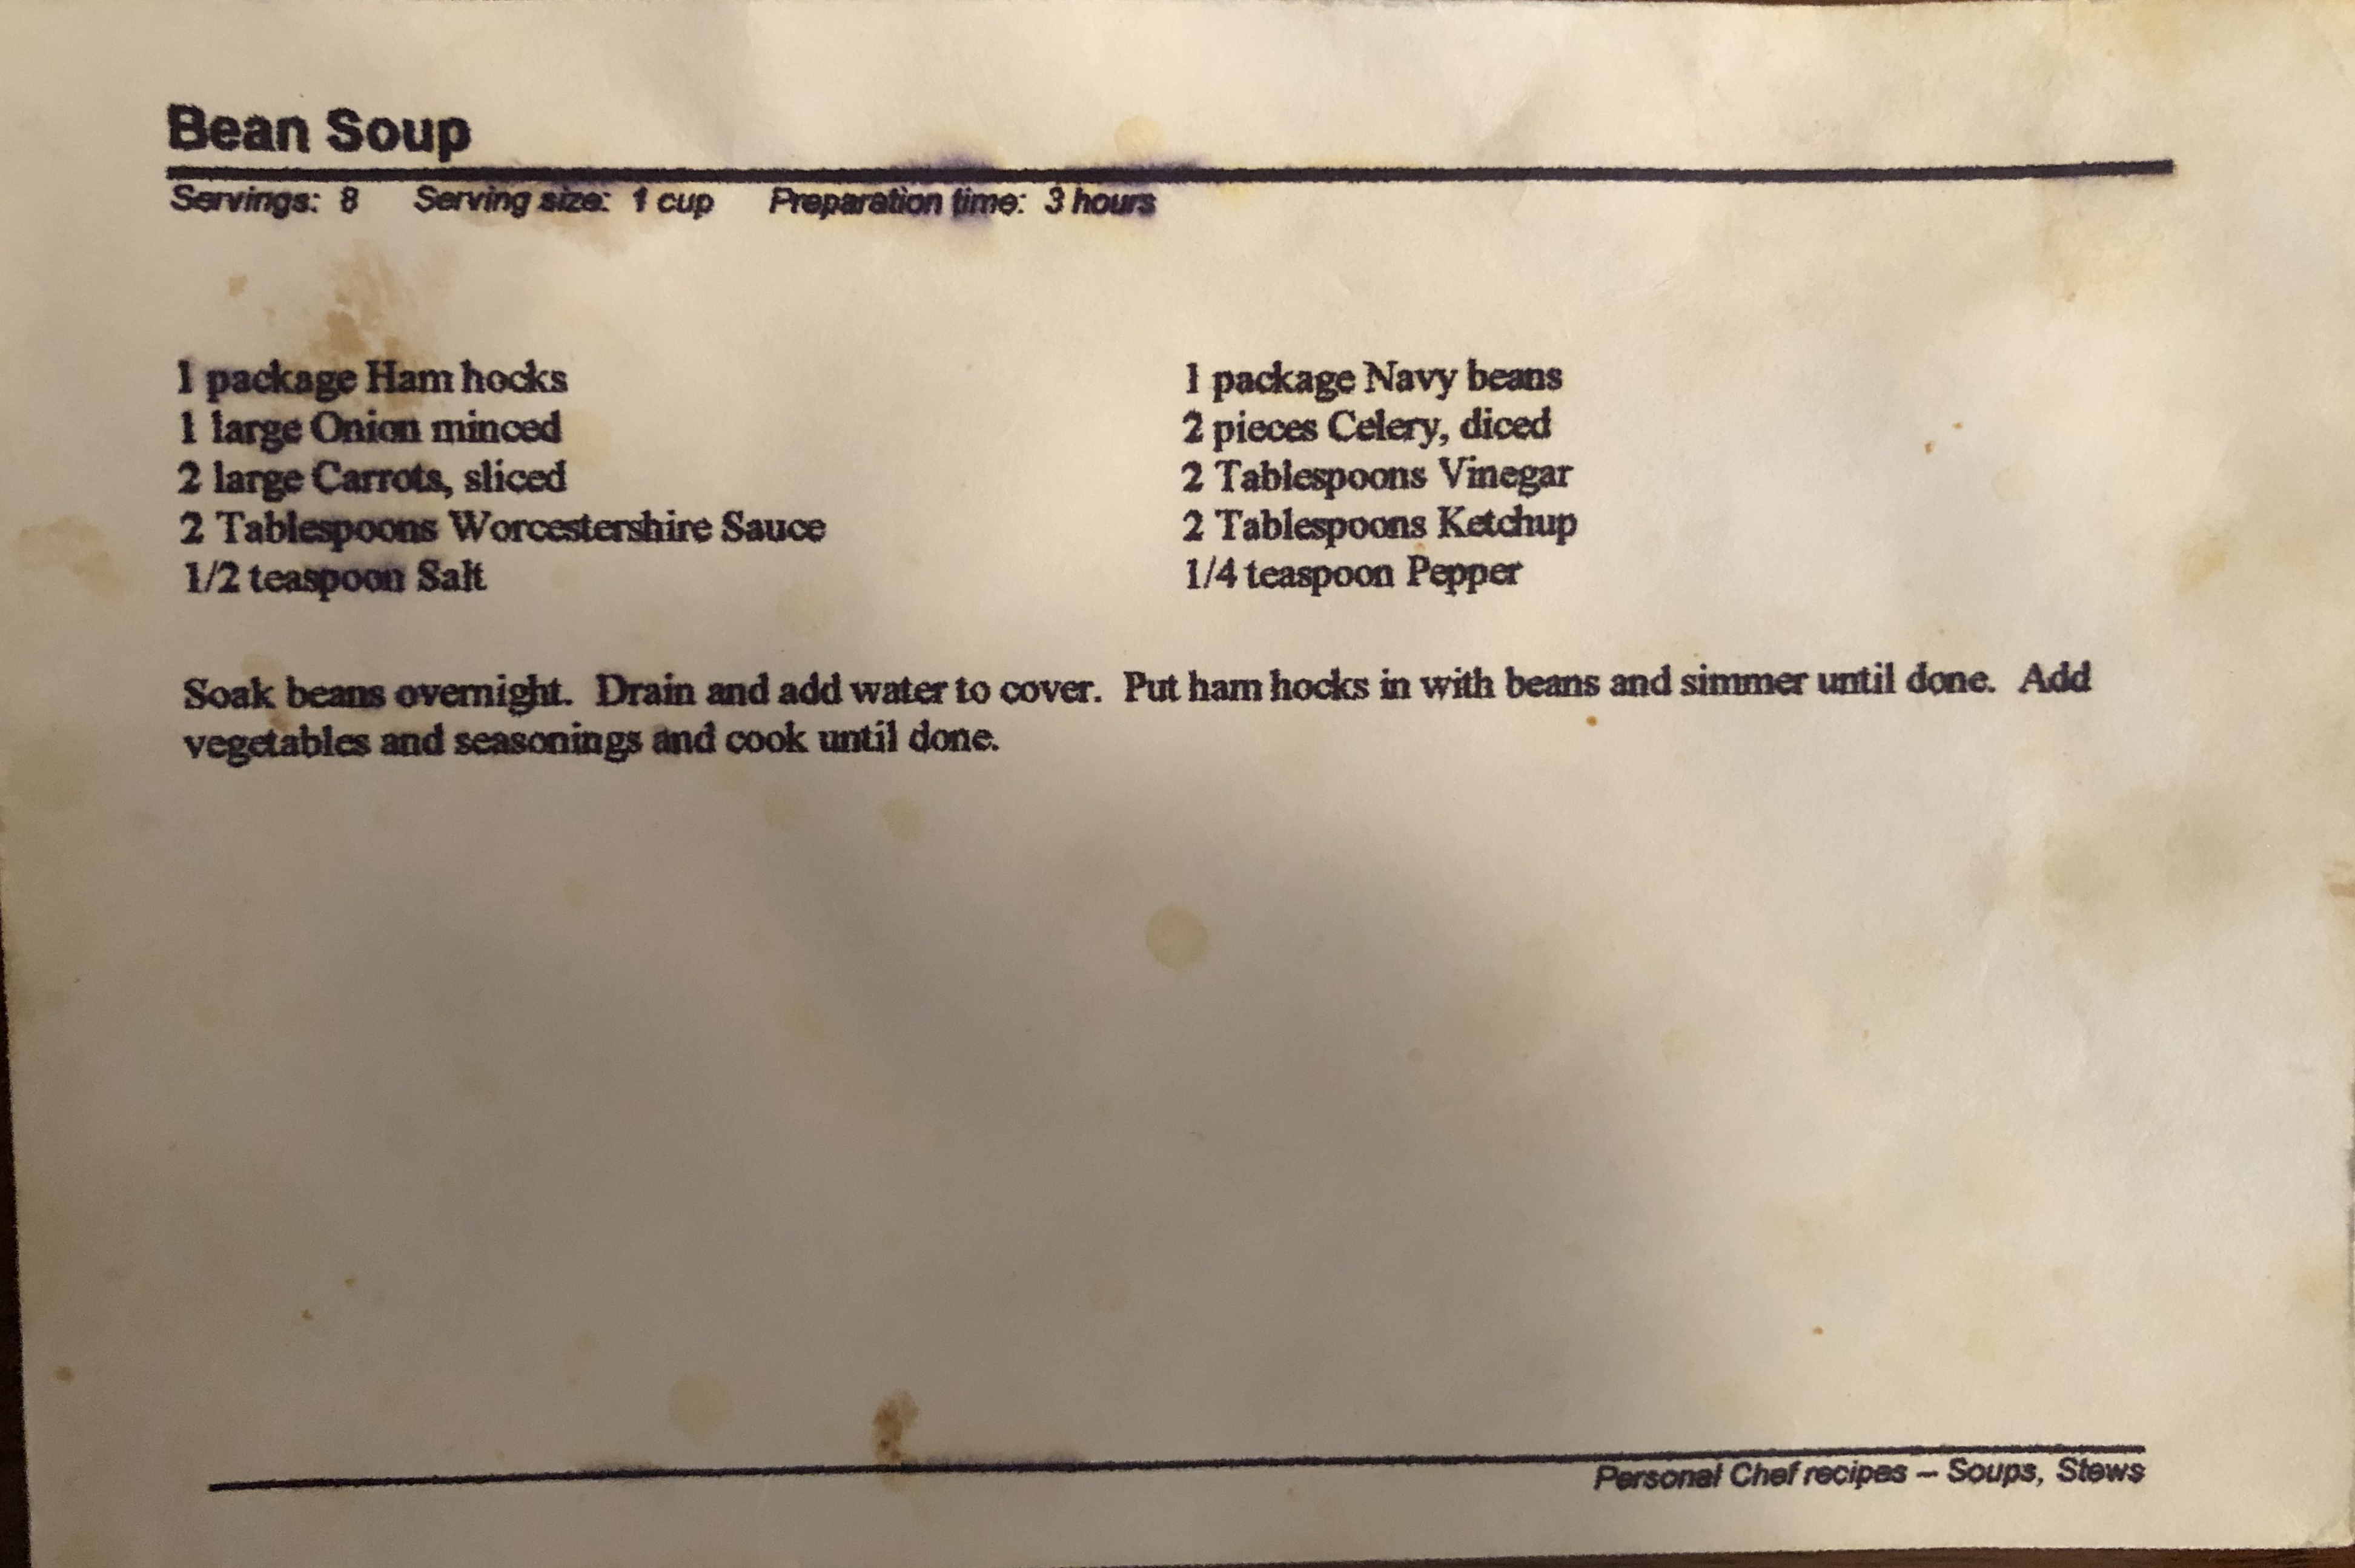 Bean Soup
Servings: 8 Serving size: 1 cup Preparation time: 3 hours
1 package Ham hocks
1 large Onion minced
2 large Carrots, sliced
2 Tablespoons Worcestershire Sauce
1/2 teaspoon Salt
1 package Navy beans
2 pieces Celery, diced
2 Tablespoons Vinegar
2 Tablespoons Ketchup
1/4 teaspoon Pepper
Soak beans overnight. Drain and add water to cover. Put ham hocks in with beans and simmer until done. Add
vegetables and seasonings and cook until done.
Personal Chef recipes – Soups, Stews